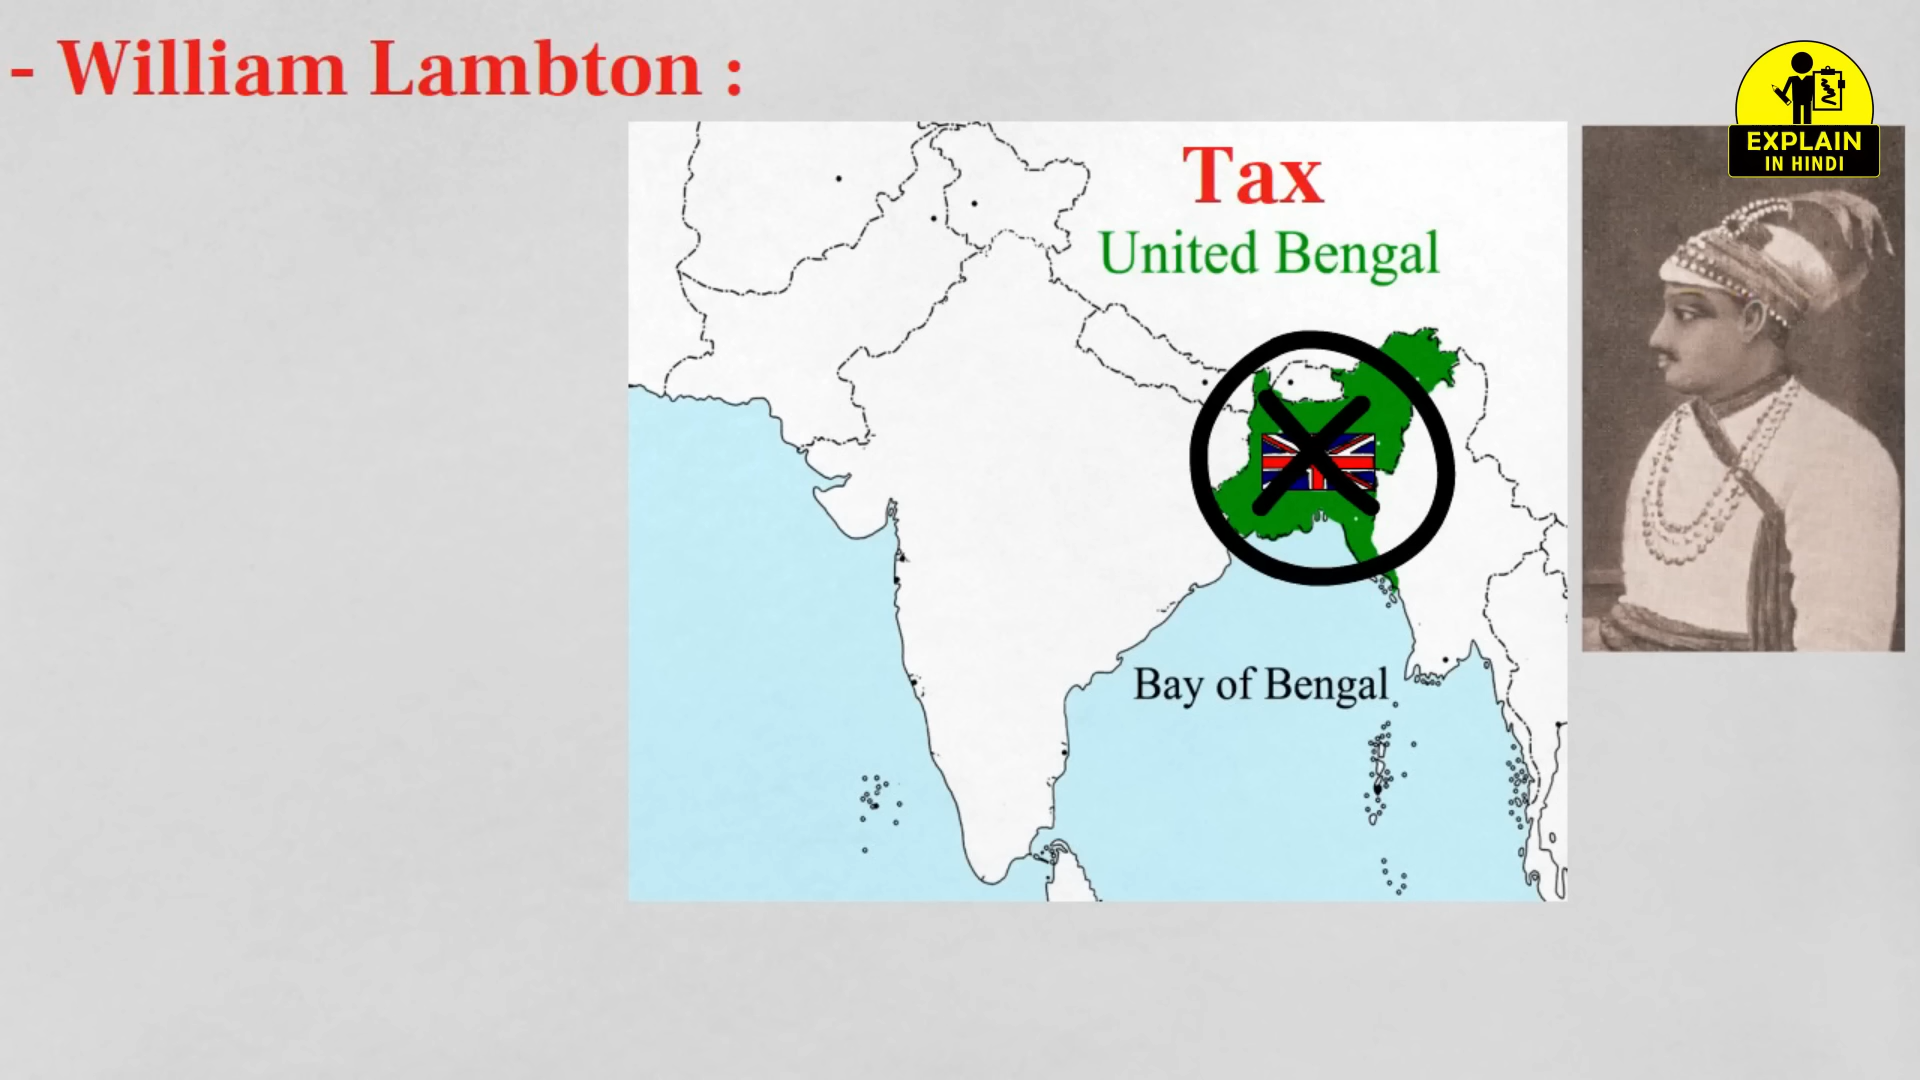 - William Lambton :
EXPLAIN
IN HINDI
Tax
United Bengal
Bay of Bengal